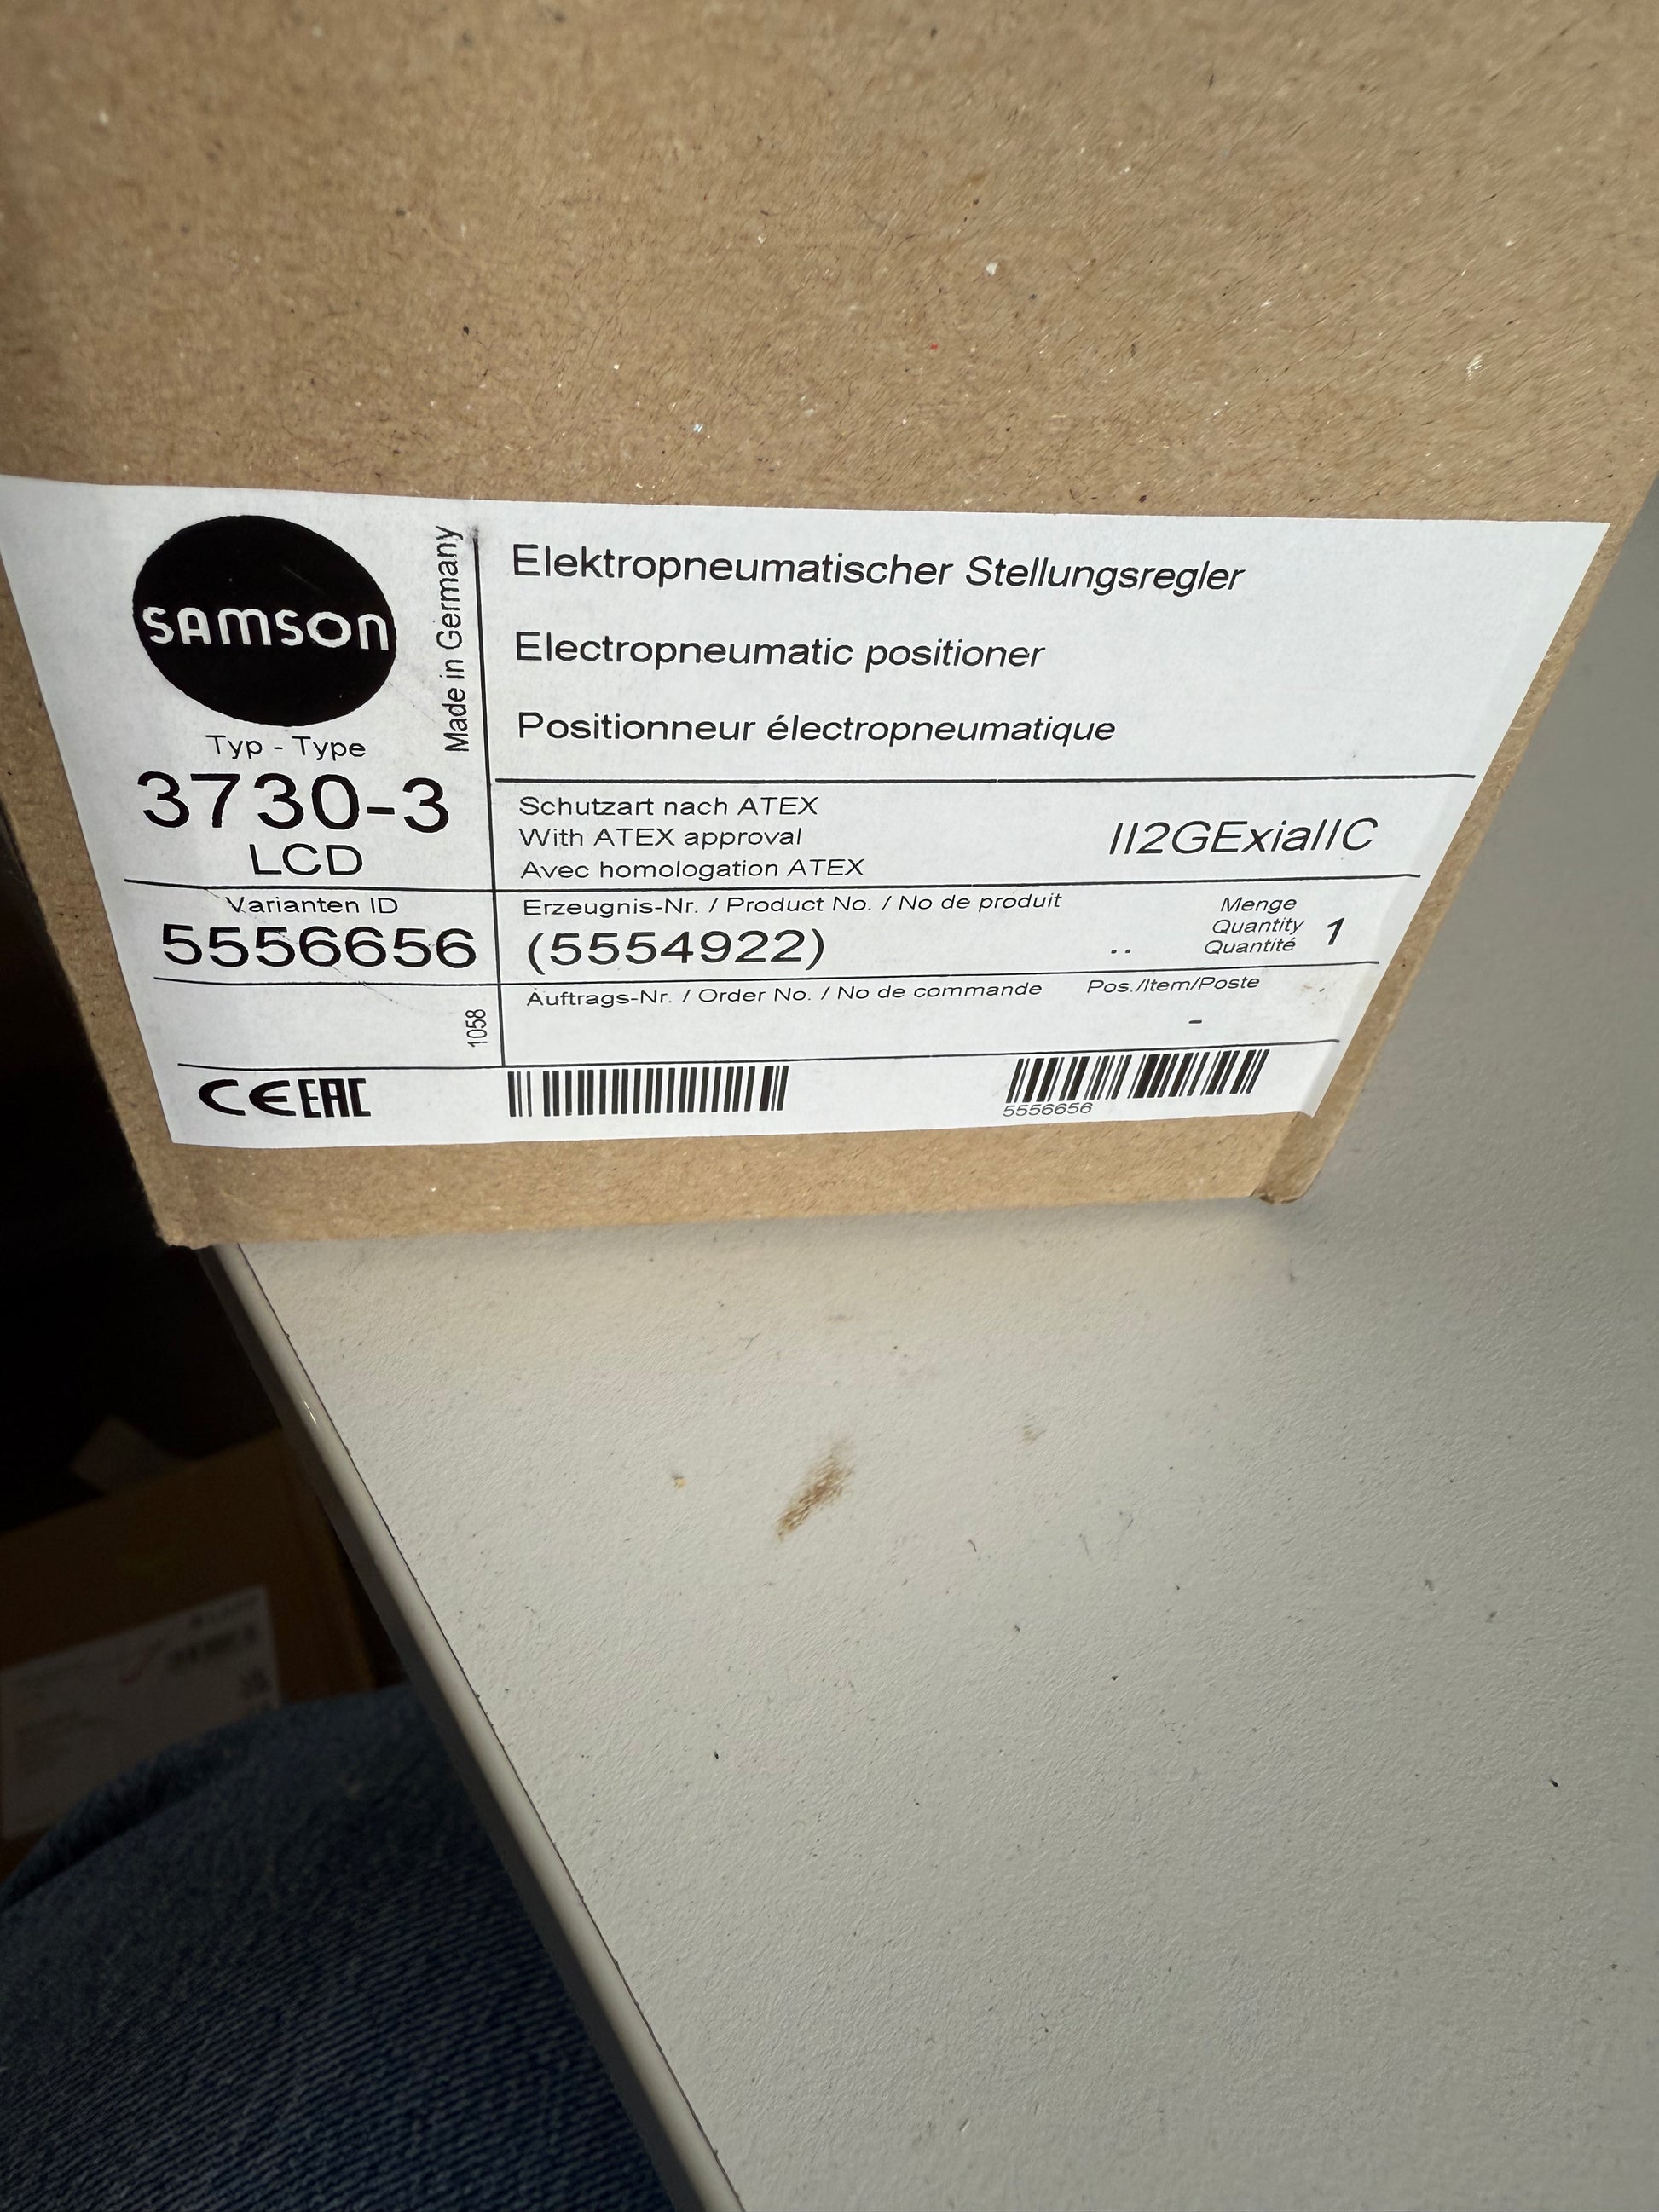 SAMSON
Made in Germany
Typ - Type
3730-3
LCD
Elektropneumatischer Stellungsregler
Electropneumatic positioner
Positionneur électropneumatique
Schutzart nach ATEX
With ATEX approval
Avec homologation ATEX
II2GExiaIIC
Varianten ID
5556656
Erzeugnis-Nr. / Product No. / No de produit
(5554922)
..
Menge
Quantity
Quantité
1
1058
Auftrags-Nr. / Order No. / No de commande
Pos./Item/Poste
-
CE EAC
5556656